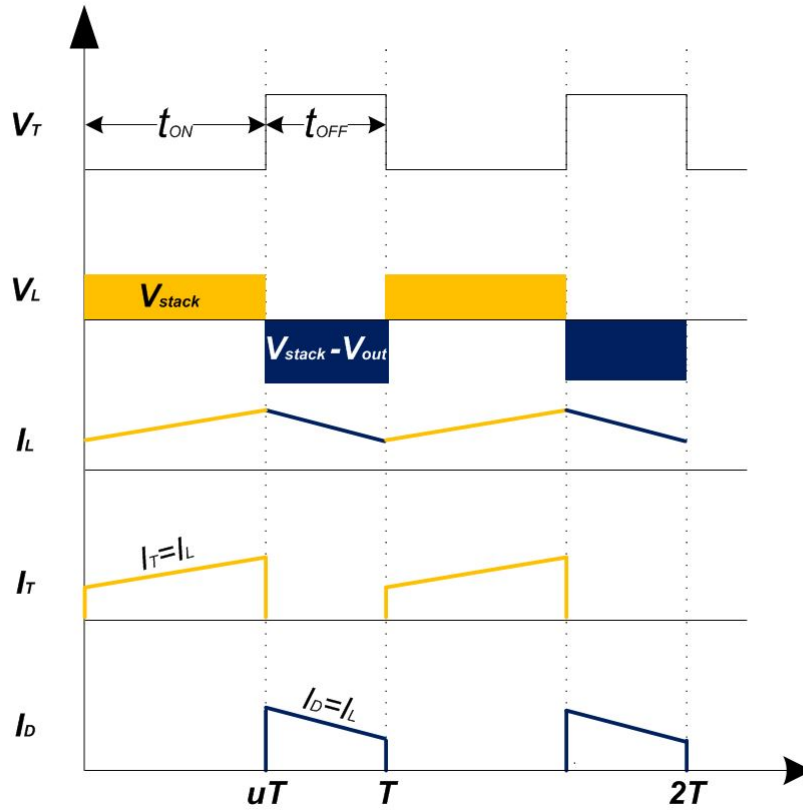 V_T
t_ON
t_OFF
V_L
V_stack
V_stack - V_out
I_L
I_T
I_T=I_L
I_D
I_D=I_L
uT
T
2T